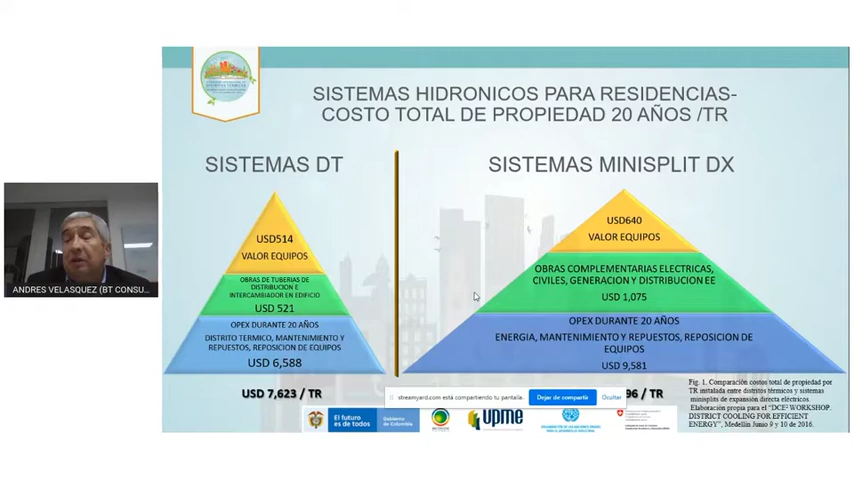 SISTEMAS HIDRONICOS PARA RESIDENCIAS-
COSTO TOTAL DE PROPIEDAD 20 AÑOS /TR
SISTEMAS DT
USD514
VALOR EQUIPOS
OBRAS DE TUBERIAS DE
DISTRIBUCION E
INTERCAMBIADOR EN EDIFICIO
USD 521
OPEX DURANTE 20 AÑOS
DISTRITO TERMICO, MANTENIMIENTO Y
REPUESTOS, REPOSICION DE EQUIPOS
USD 6,588
USD 7,623 / TR
SISTEMAS MINISPLIT DX
USD640
VALOR EQUIPOS
OBRAS COMPLEMENTARIAS ELECTRICAS,
CIVILES, GENERACION Y DISTRIBUCION EE
USD 1,075
OPEX DURANTE 20 AÑOS
ENERGIA, MANTENIMIENTO Y REPUESTOS, REPOSICION DE
EQUIPOS
USD 9,581
96 / TR
Fig. 1. Comparación costos total de propiedad por
TR instalada entre distritos térmicos y sistemas
minisplits de expansión directa eléctricos.
Elaboración propia para el "DCE² WORKSHOP.
DISTRICT COOLING FOR EFFICIENT
ENERGY", Medellín Junio 9 y 10 de 2016.
ANDRES VELASQUEZ (BT CONSU...
streamyard.com está compartiendo tu pantalla.
Dejar de compartir
Ocultar
El futuro
es de todos
Gobierno
de Colombia
upme